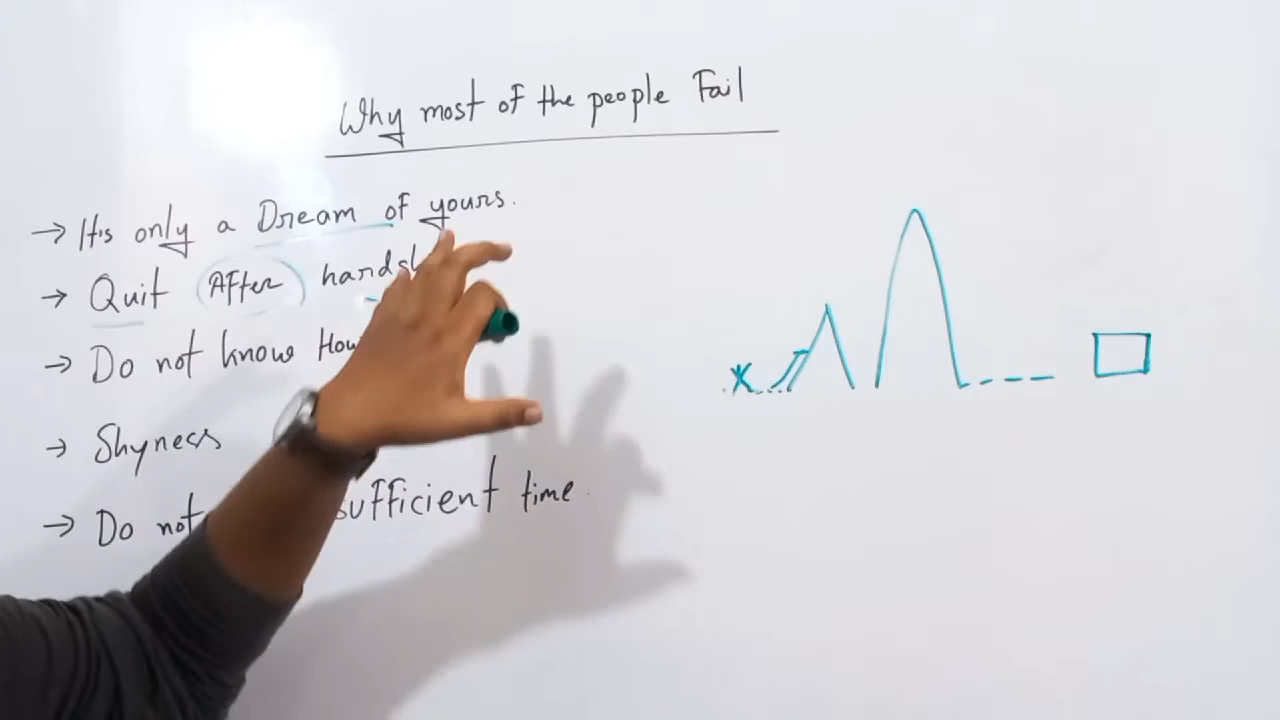 Why most of the people Fail
→ It's only a Dream of yours.
→ Quit After
→ Do not know How
→ Shyness
→ Do not sufficient time
x